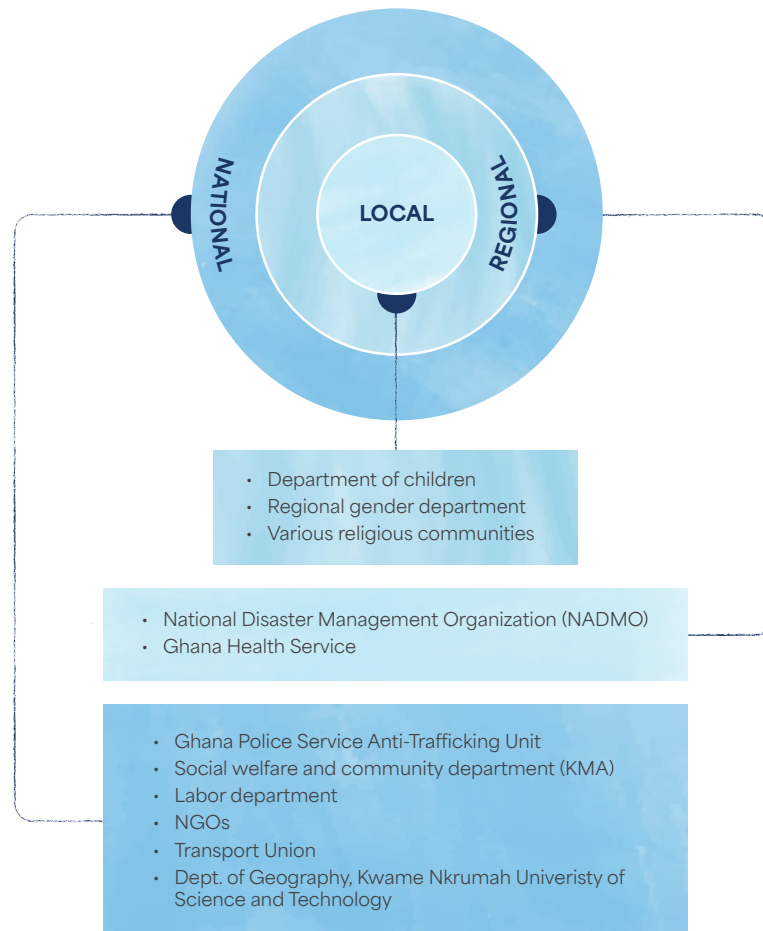 NATIONAL
LOCAL
REGIONAL
• Department of children
• Regional gender department
• Various religious communities
• National Disaster Management Organization (NADMO)
• Ghana Health Service
• Ghana Police Service Anti-Trafficking Unit
• Social welfare and community department (KMA)
• Labor department
• NGOs
• Transport Union
• Dept. of Geography, Kwame Nkrumah Univeristy of
Science and Technology